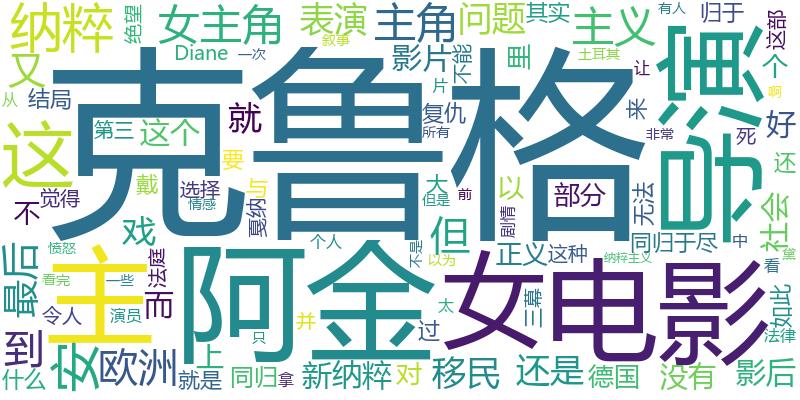 纳粹
又
绝望
女主角
Diane
一次
表演
叙事
主角
影片
问题
不能
片
里
其实
主义
土耳其
有人
归于
让
个
这部
从
结局
第三
这个
就
克鲁格
复仇
所有
来
非常
死
导演
好
啊
还
这
不
觉得
戴
选择
情感
要
与
戛纳
大
但是
前
以
剧情
部分
无法
社会
愤怒
戏
个人
不是
但
正义
这种
同归于尽
中
看
黛
最后
看完
一些
法庭
主
阿金
以为
女
电影
三幕
纳粹主义
如此
令人
演员
而
并
过
太
只
法律
到
安
欧洲
上
什么
就是
同归
拿
新纳粹
对
移民
还是
德国
没有
影后